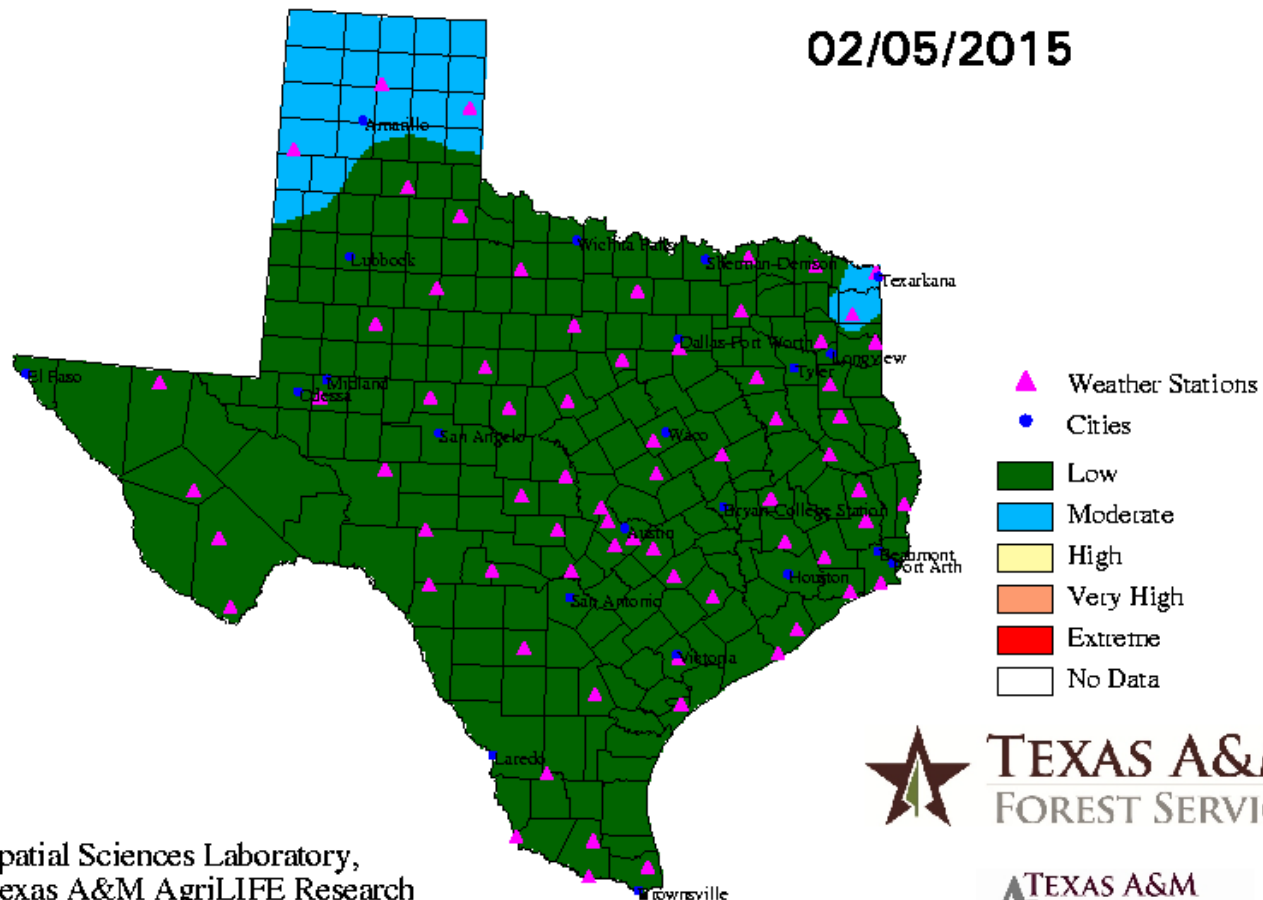 02/05/2015
Amarillo
Lubbock
Wichita Falls
Sherman-Denison
Texarkana
Dallas-Fort Worth
Longview
Tyler
El Paso
Midland
Odessa
San Angelo
Waco
Bryan-College Station
Austin
Beaumont
Port Arth
Houston
San Antonio
Victoria
Laredo
Brownsville
Weather Stations
Cities
Low
Moderate
High
Very High
Extreme
No Data
TEXAS A&M
FOREST SERVIC
patial Sciences Laboratory,
exas A&M AgriLIFE Research
TEXAS A&M